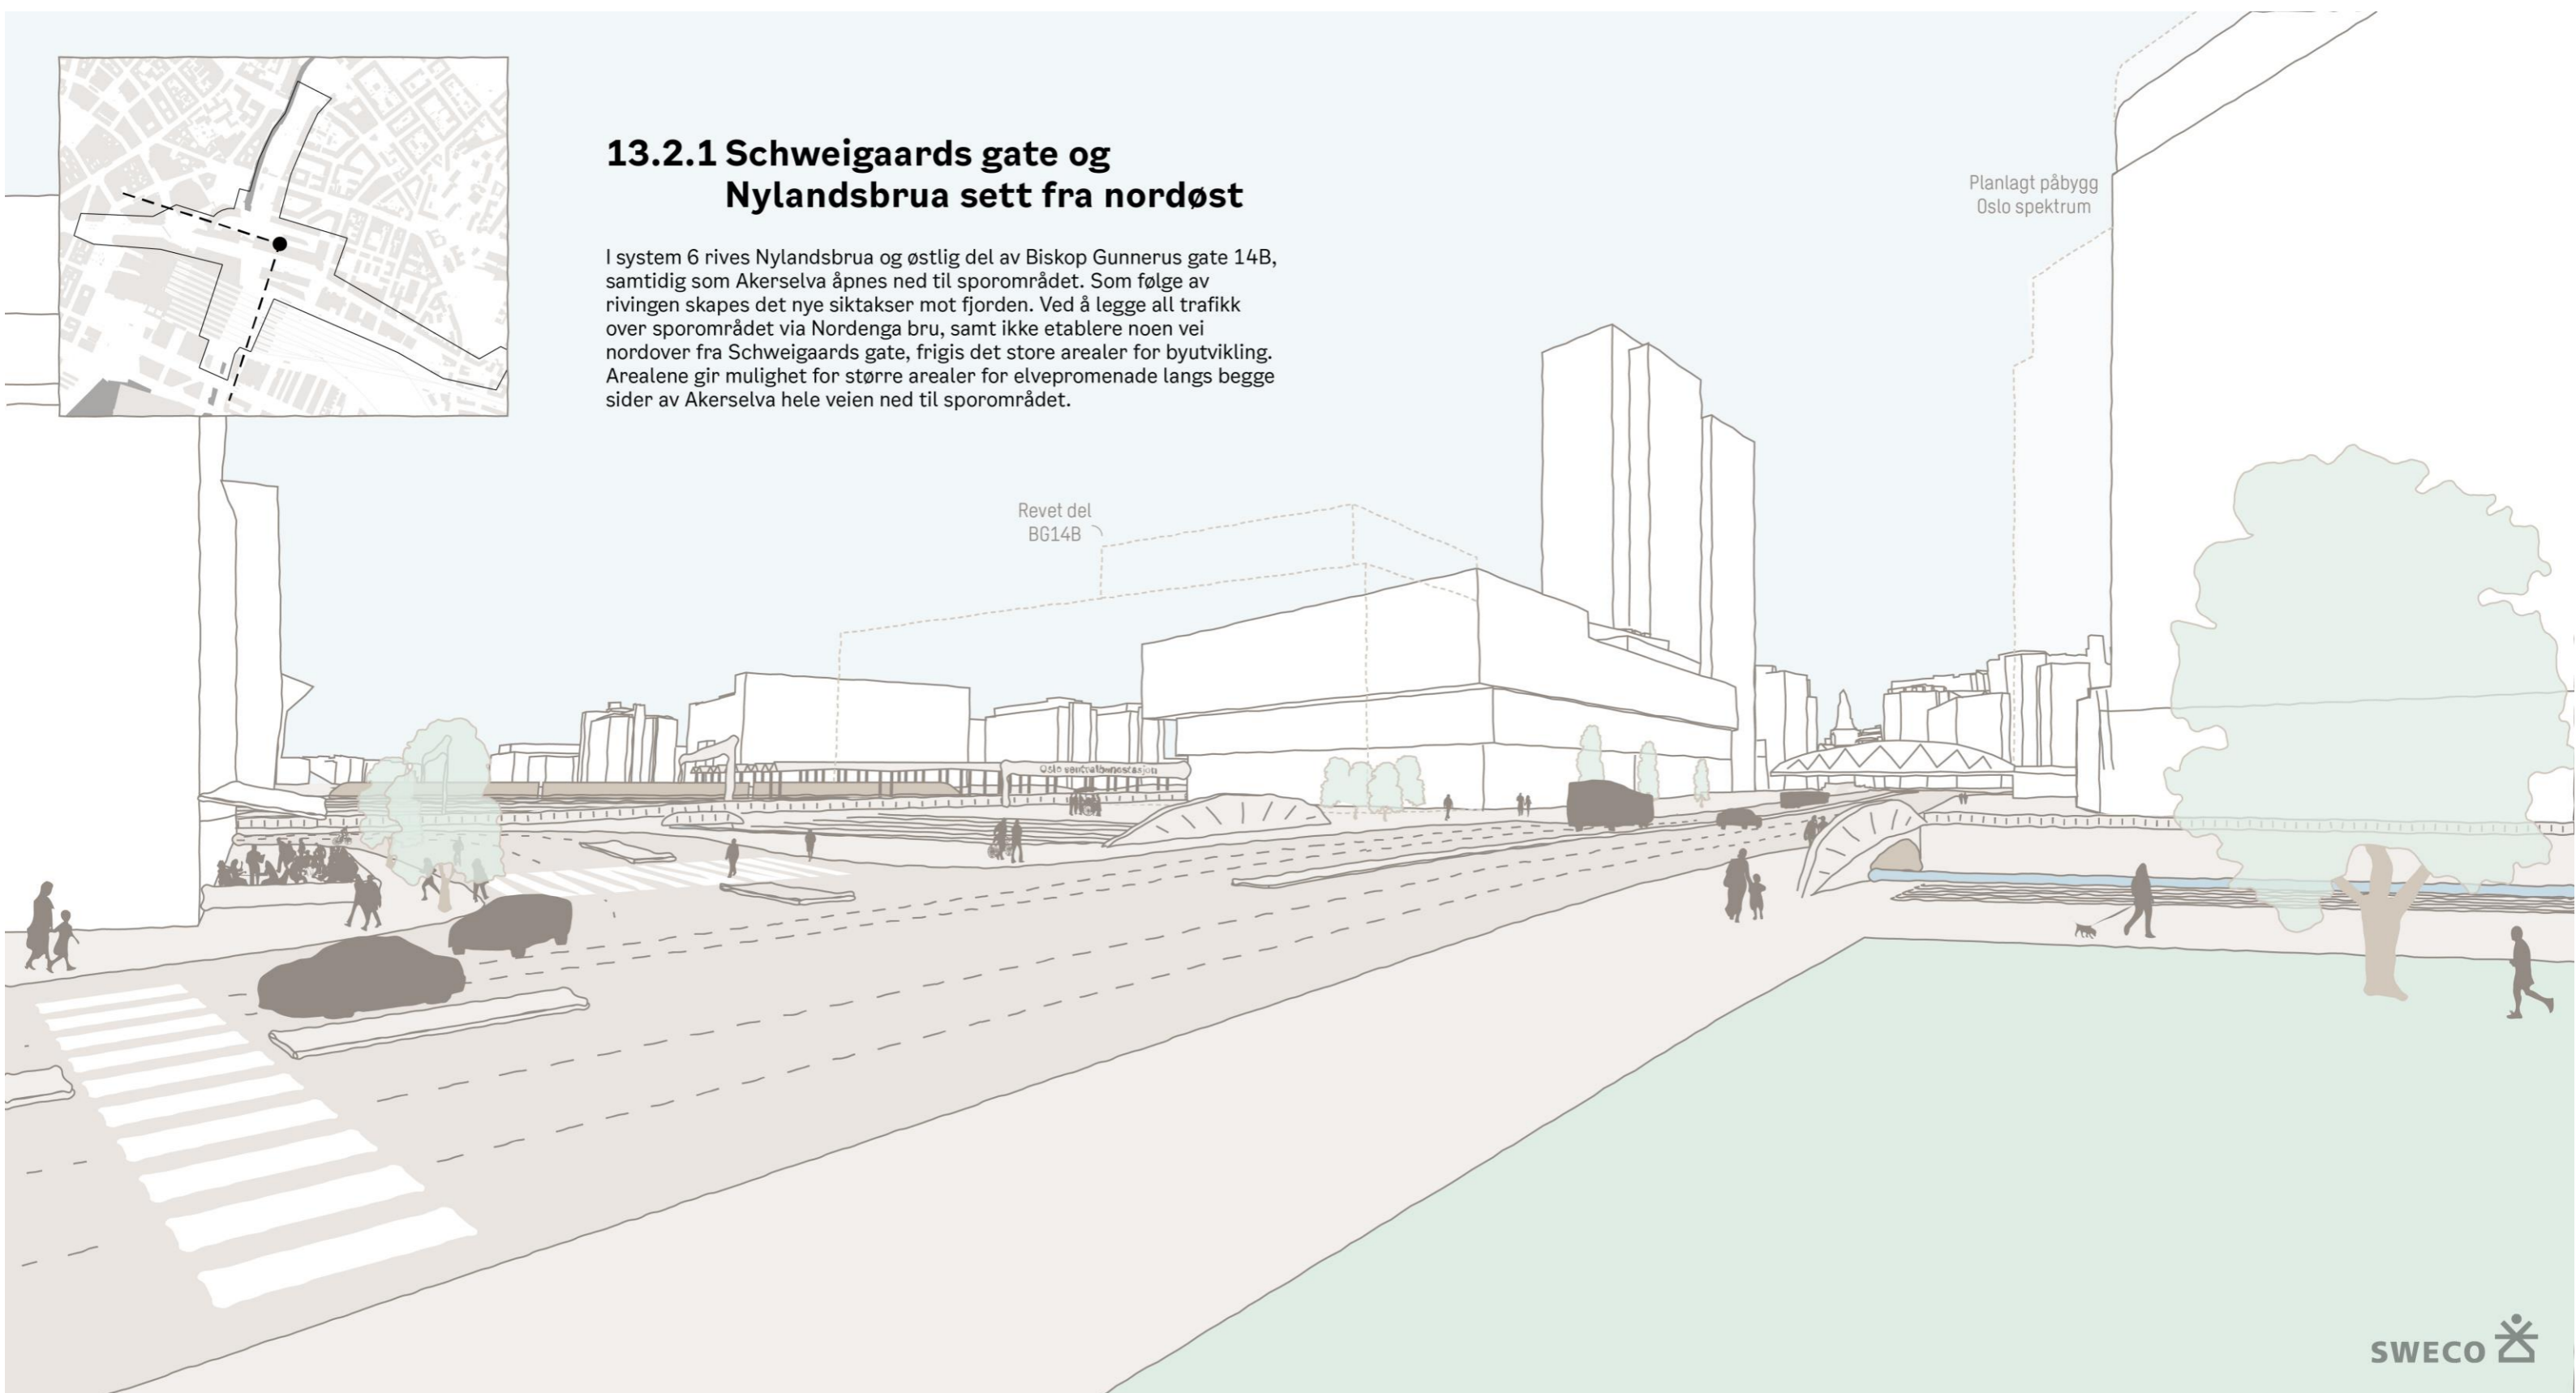 13.2.1 Schweigaards gate og
Nylandsbrua sett fra nordøst
I system 6 rives Nylandsbrua og østlig del av Biskop Gunnerus gate 14B,
samtidig som Akerselva åpnes ned til sporområdet. Som følge av
rivingen skapes det nye siktakser mot fjorden. Ved å legge all trafikk
over sporområdet via Nordenga bru, samt ikke etablere noen vei
nordover fra Schweigaards gate, frigis det store arealer for byutvikling.
Arealene gir mulighet for større arealer for elvepromenade langs begge
sider av Akerselva hele veien ned til sporområdet.
Planlagt påbygg
Oslo spektrum
Revet del
BG14B
Oslo
SWECO